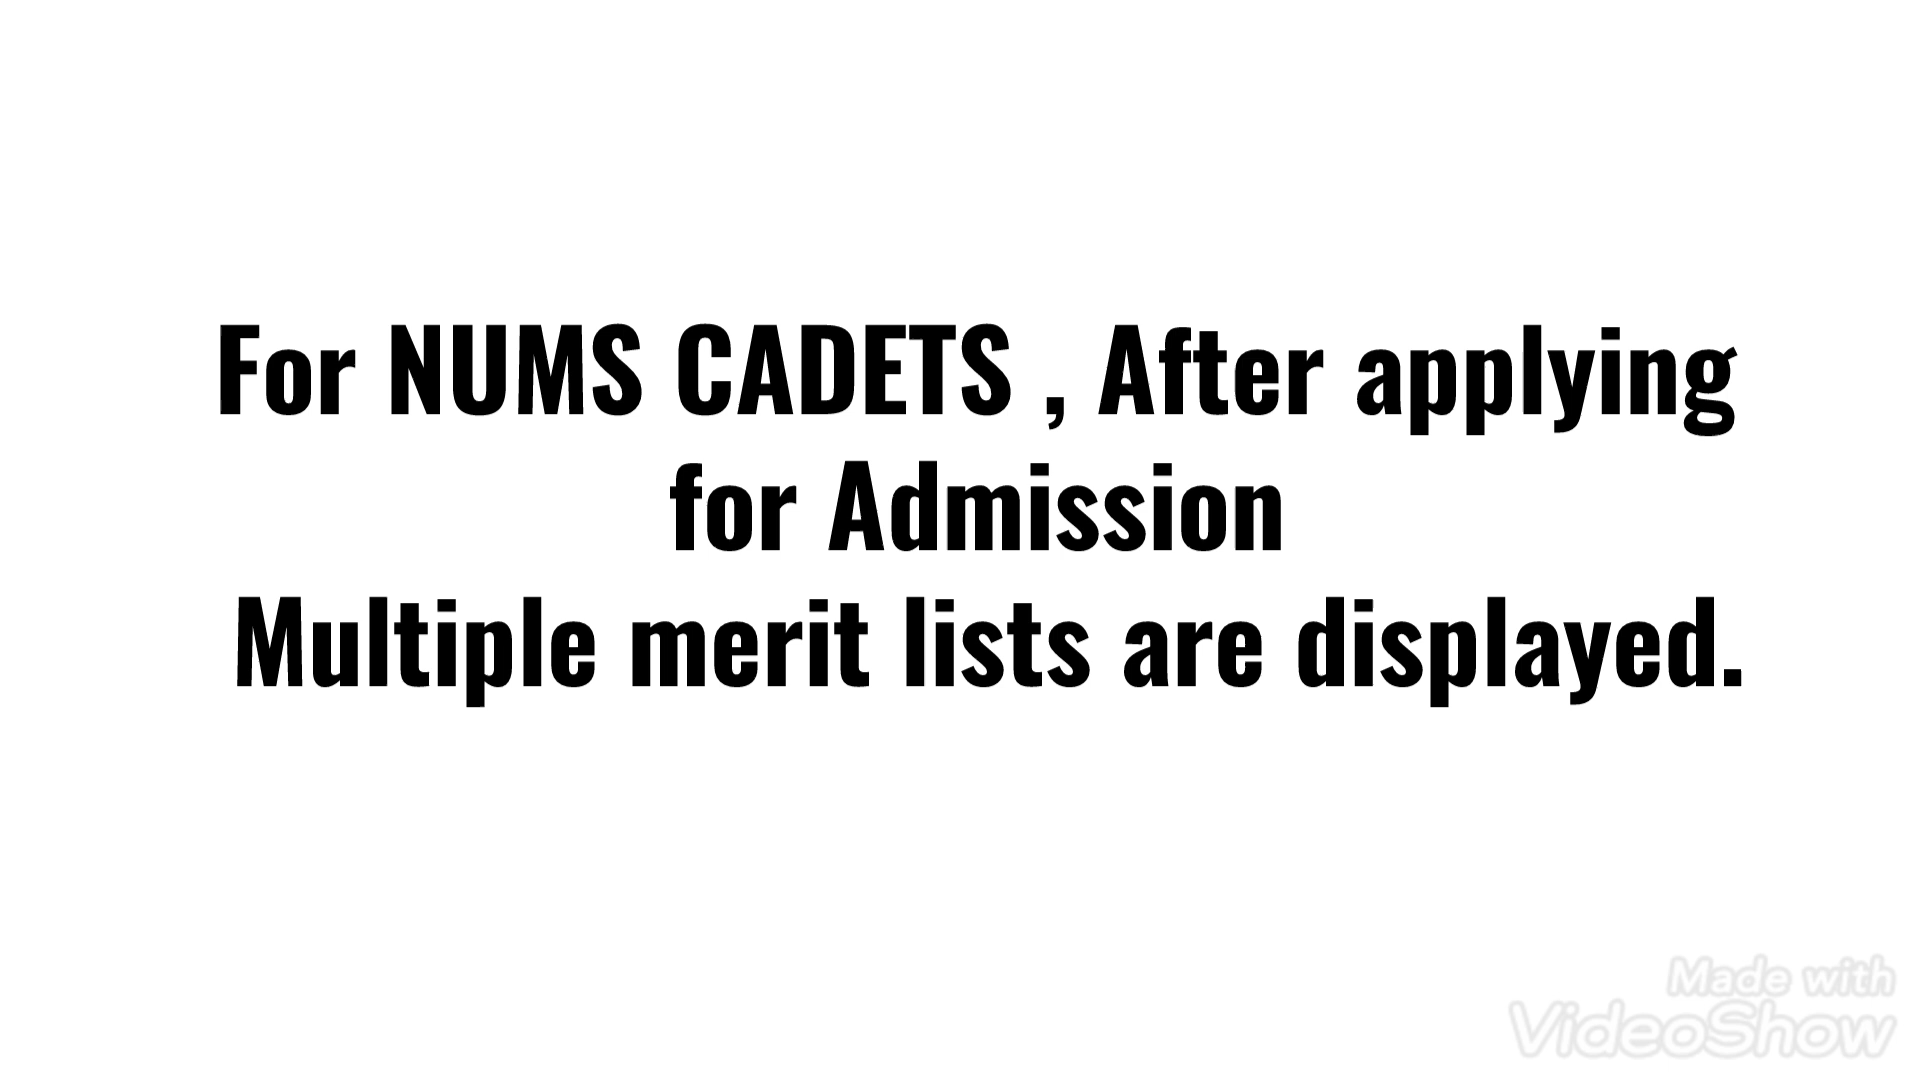 For NUMS CADETS , After applying
for Admission
Multiple merit lists are displayed.
Made with
VideoShow